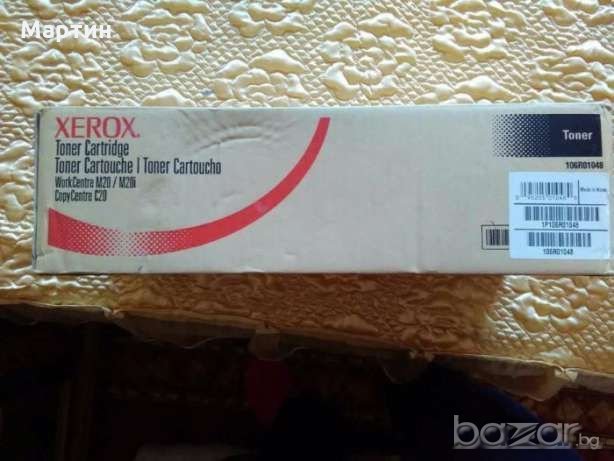 Мартин
XEROX.
Toner Cartridge
Toner Cartouche | Toner Cartoucho
WorkCentre M20 / M20i
CopyCentre C20
Toner
106R01048
Made in Korea
1P106R01048
106R01048
bazar.bg